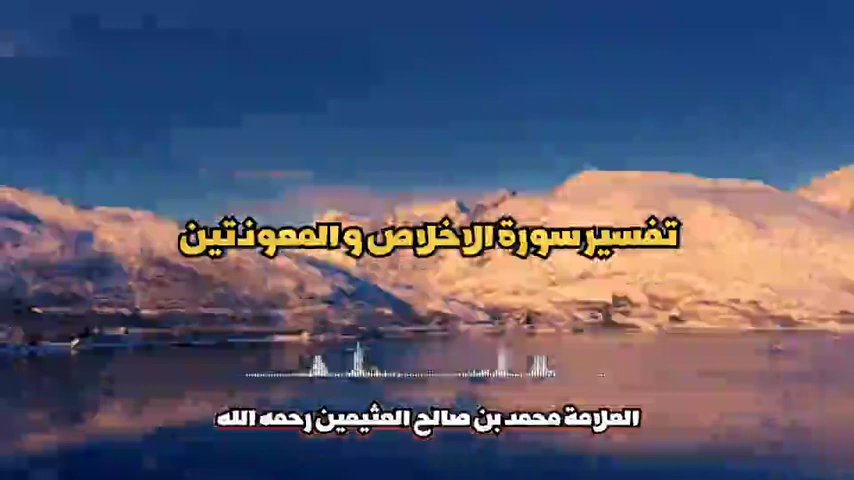 تفسير سورة الاخلاص و المعوذتين
العلامة محمد بن صالح العثيمين رحمه الله